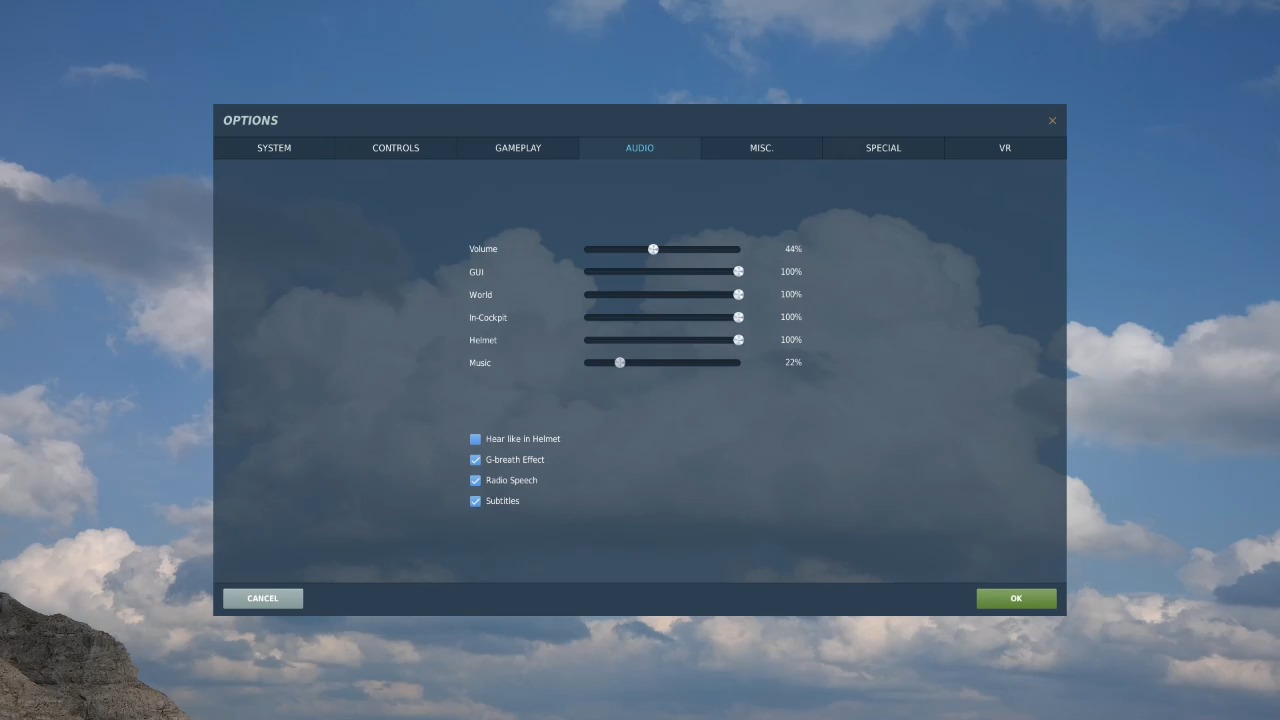 OPTIONS
SYSTEM CONTROLS GAMEPLAY AUDIO MISC. SPECIAL VR
Volume 44%
GUI 100%
World 100%
In-Cockpit 100%
Helmet 100%
Music 22%
Hear like in Helmet
G-breath Effect
Radio Speech
Subtitles
CANCEL OK